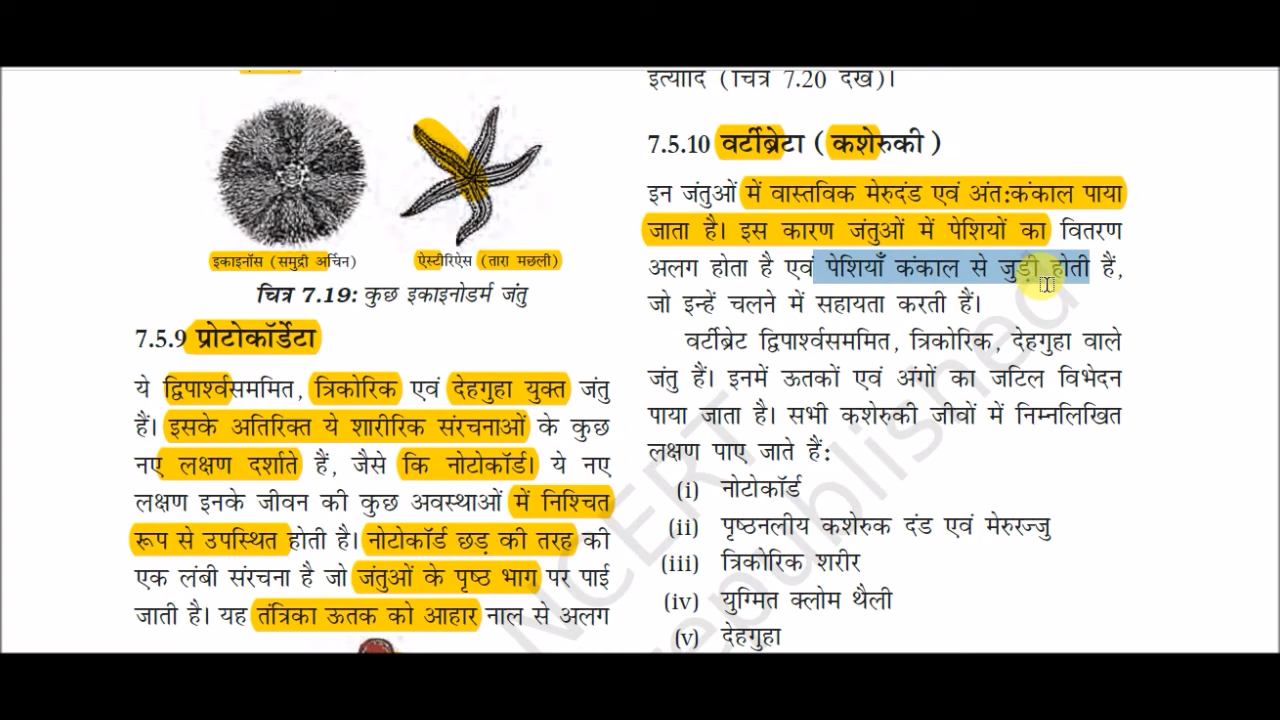 इकाइनॉस (समुद्री अर्चिन)
ऐस्टीरिऐस (तारा मछली)
चित्र 7.19: कुछ इकाइनोडर्म जंतु
7.5.9 प्रोटोकॉर्डेटा
ये द्विपार्श्वसममित, त्रिकोरिक एवं देहगुहा युक्त जंतु
हैं। इसके अतिरिक्त ये शारीरिक संरचनाओं के कुछ
नए लक्षण दर्शाते हैं, जैसे कि नोटोकॉर्ड। ये नए
लक्षण इनके जीवन की कुछ अवस्थाओं में निश्चित
रूप से उपस्थित होती है। नोटोकॉर्ड छड़ की तरह की
एक लंबी संरचना है जो जंतुओं के पृष्ठ भाग पर पाई
जाती है। यह तंत्रिका ऊतक को आहार नाल से अलग
इत्यादि (चित्र 7.20 देखें)।
7.5.10 वर्टीब्रेटा (कशेरुकी)
इन जंतुओं में वास्तविक मेरुदंड एवं अंत:कंकाल पाया
जाता है। इस कारण जंतुओं में पेशियों का वितरण
अलग होता है एवं पेशियाँ कंकाल से जुड़ी होती हैं,
जो इन्हें चलने में सहायता करती हैं।
वर्टीब्रेट द्विपार्श्वसममित, त्रिकोरिक, देहगुहा वाले
जंतु हैं। इनमें ऊतकों एवं अंगों का जटिल विभेदन
पाया जाता है। सभी कशेरुकी जीवों में निम्नलिखित
लक्षण पाए जाते हैं:
(i) नोटोकॉर्ड
(ii) पृष्ठनलीय कशेरुक दंड एवं मेरुरज्जु
(iii) त्रिकोरिक शरीर
(iv) युग्मित क्लोम थैली
(v) देहगुहा
NCERT
republished